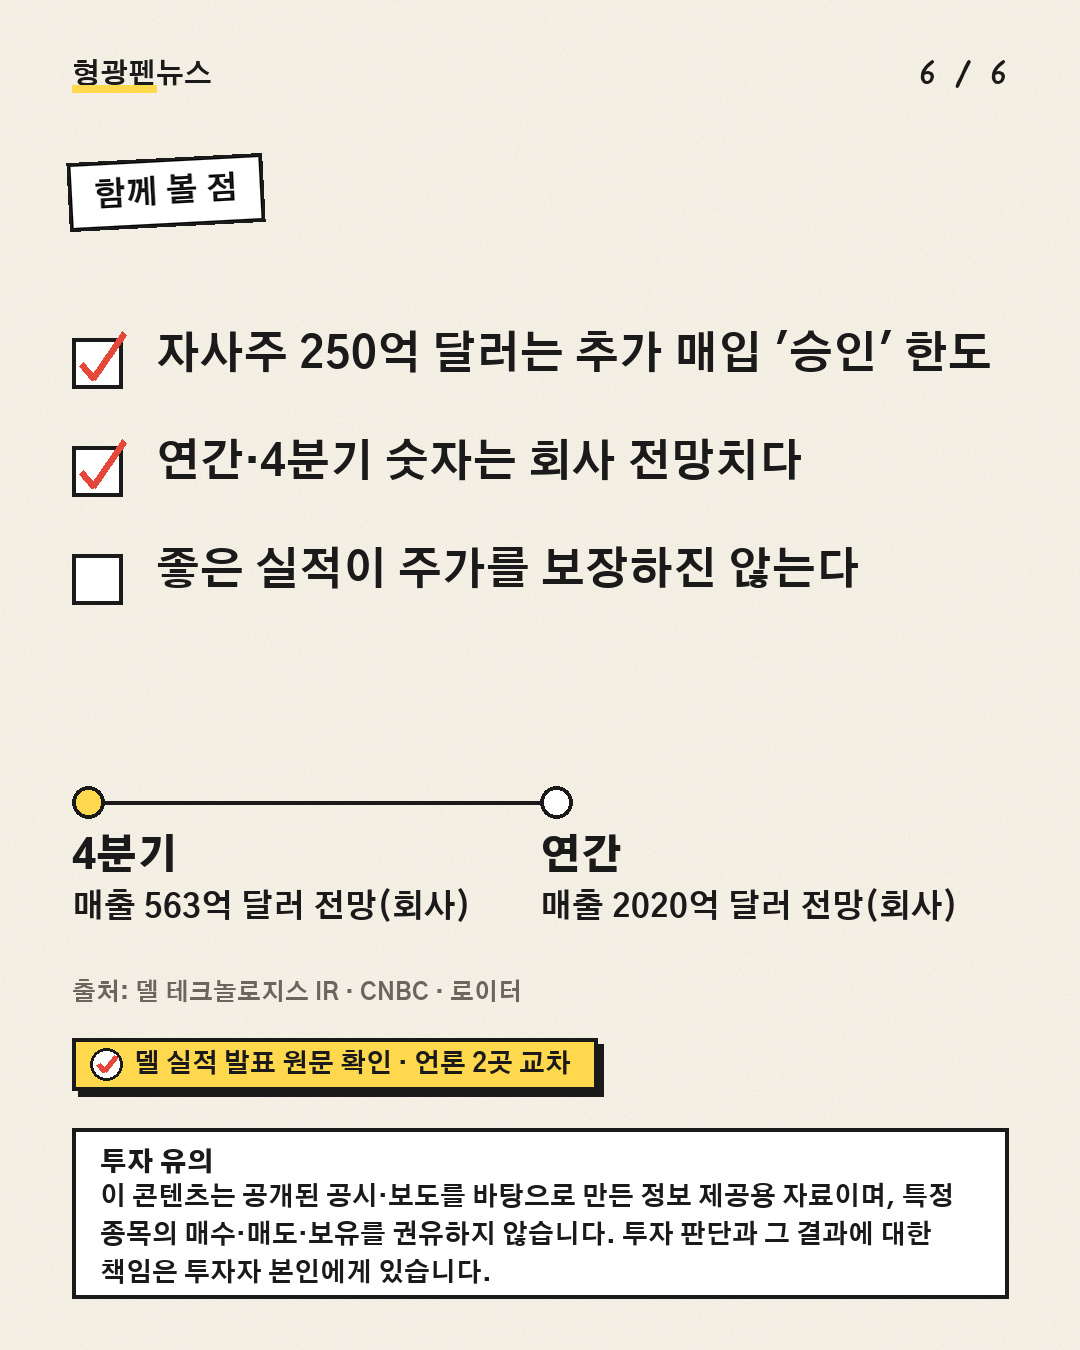 형광펜뉴스
6 / 6
함께 볼 점
자사주 250억 달러는 추가 매입 '승인' 한도
연간·4분기 숫자는 회사 전망치다
좋은 실적이 주가를 보장하진 않는다
4분기
매출 563억 달러 전망(회사)
연간
매출 2020억 달러 전망(회사)
출처: 델 테크놀로지스 IR · CNBC · 로이터
델 실적 발표 원문 확인 · 언론 2곳 교차
투자 유의
이 콘텐츠는 공개된 공시·보도를 바탕으로 만든 정보 제공용 자료이며, 특정
종목의 매수·매도·보유를 권유하지 않습니다. 투자 판단과 그 결과에 대한
책임은 투자자 본인에게 있습니다.